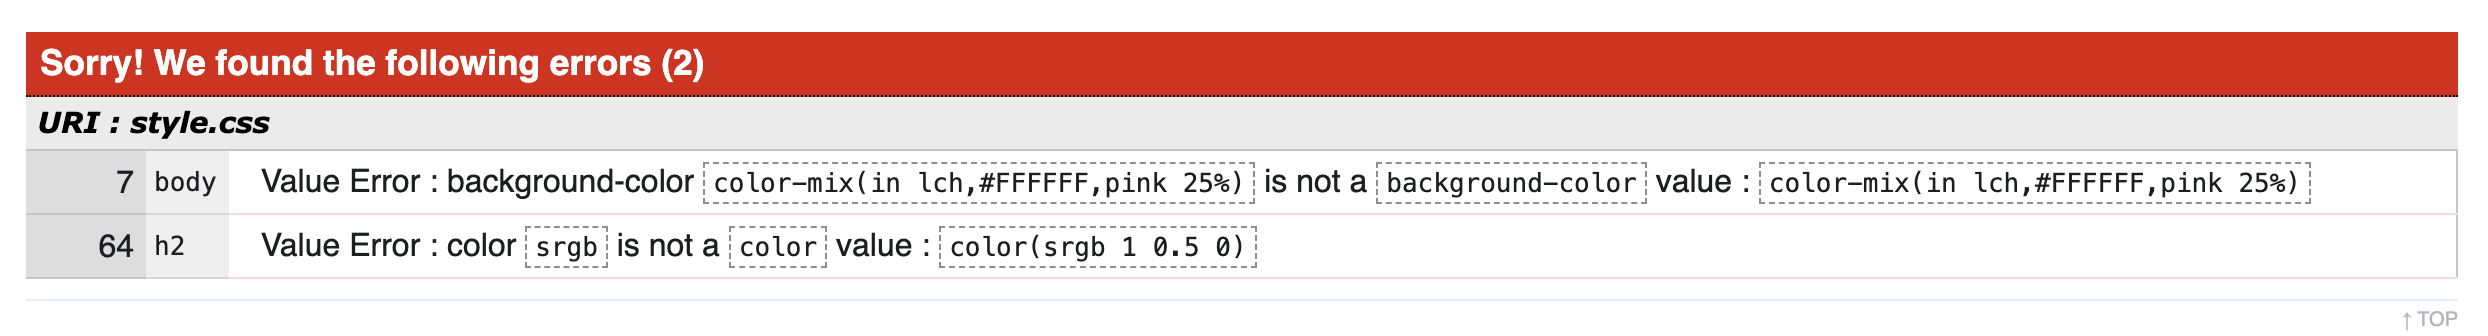 Sorry! We found the following errors (2)
URI : style.css
7 body Value Error : background-color color-mix(in lch,#FFFFFF,pink 25%) is not a background-color value : color-mix(in lch,#FFFFFF,pink 25%)
64 h2 Value Error : color srgb is not a color value : color(srgb 1 0.5 0)
↑ TOP